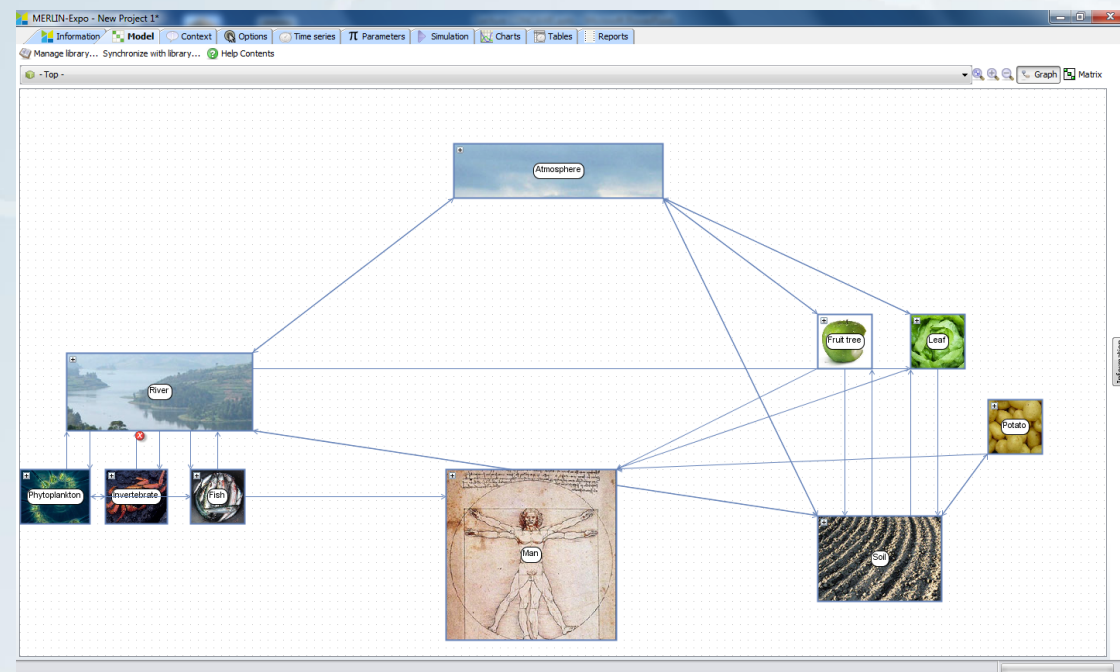 MERLIN-Expo - New Project 1*
Information Model Context Options Time series π Parameters Simulation Charts Tables Reports
Manage library... Synchronize with library... Help Contents
- Top - Graph Matrix
Atmosphere
Fruit tree
Leaf
River
Potato
Phytoplankton
Invertebrate
Fish
Man
Soil